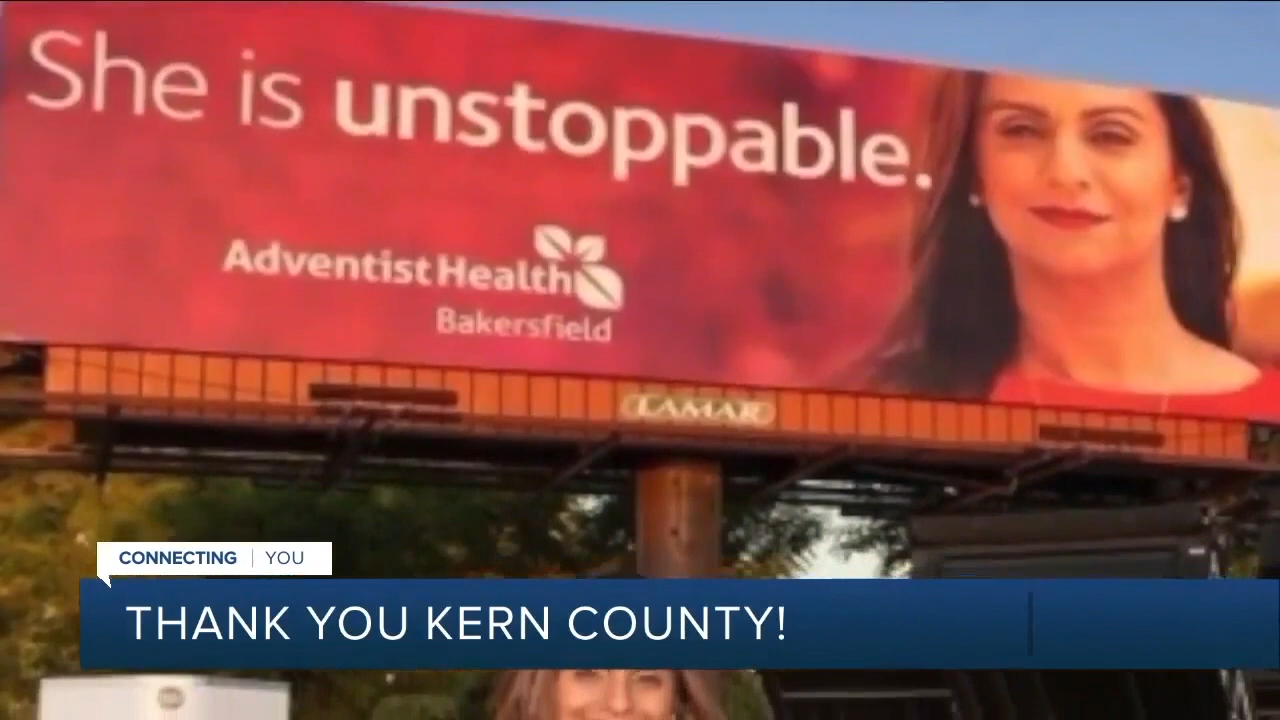 She is unstoppable.
Adventist Health
Bakersfield
LAMAR
CONNECTING | YOU
THANK YOU KERN COUNTY!